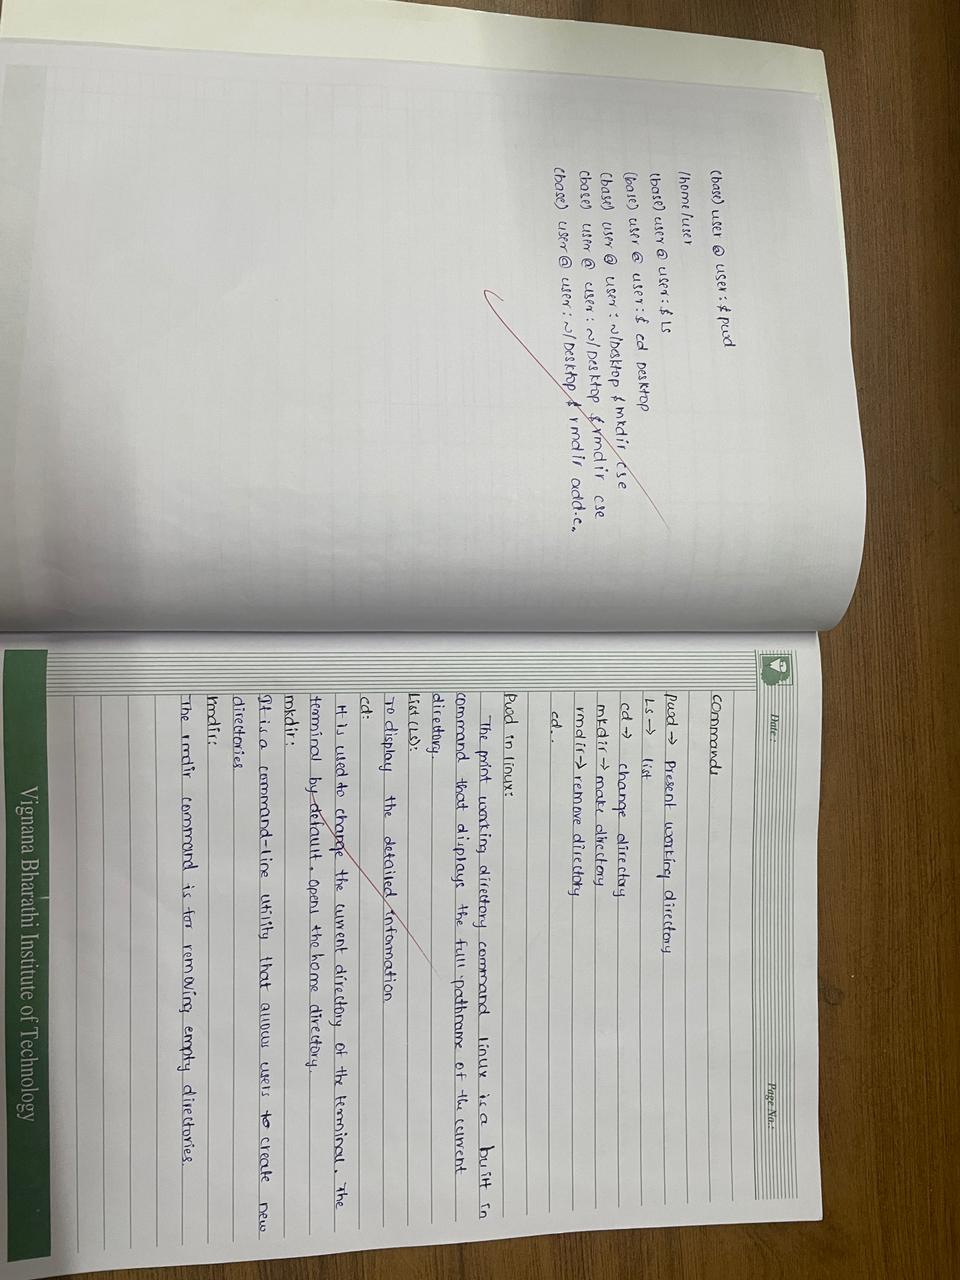 (base) user @ user : $ pwd
/home/user
(base) user @ user : $ Ls
(base) user @ user : $ cd Desktop
(base) user @ user : ~/Desktop $ mkdir cse
(base) user @ user : ~/Desktop $ rmdir cse
(base) user @ user : ~/Desktop $ rmdir add.c.
Date :
Page No.:
commands
pwd → Present working directory
Ls → list
cd → change directory
mkdir → make directory
rmdir → remove directory
cd..
Pwd in linux:
The print working directory command linux is a built in
command that displays the full pathname of the current
directory.
List (Ls):
To display the detailed information
cd:
It is used to change the current directory of the terminal. The
terminal by default, opens the home directory.
mkdir:
It is a command-line utility that allows users to create new
directories
rmdir:
The rmdir command is for removing empty directories.
Vignana Bharathi Institute of Technology